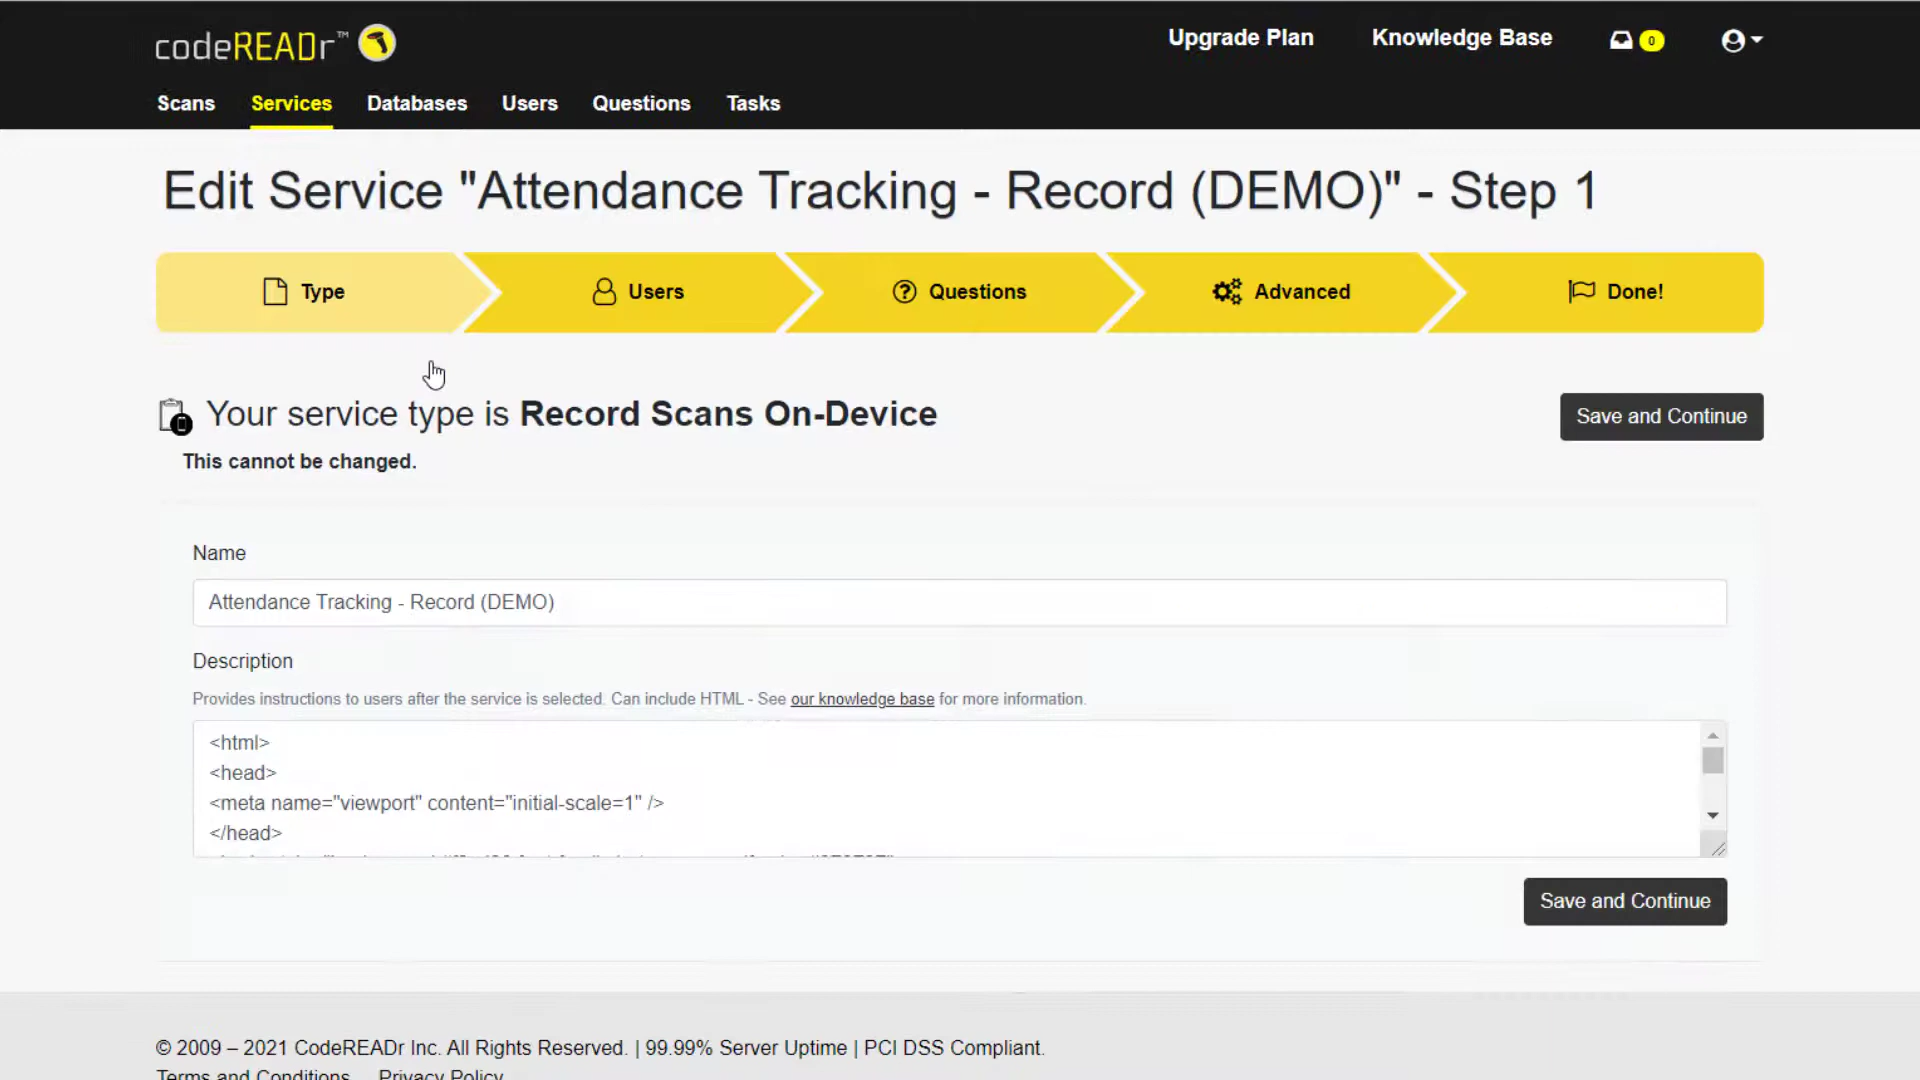 codeREADr™
Upgrade Plan
Knowledge Base
0
Scans
Services
Databases
Users
Questions
Tasks
Edit Service "Attendance Tracking - Record (DEMO)" - Step 1
Type
Users
Questions
Advanced
Done!
Your service type is Record Scans On-Device
Save and Continue
This cannot be changed.
Name
Attendance Tracking - Record (DEMO)
Description
Provides instructions to users after the service is selected. Can include HTML - See our knowledge base for more information.
<html>
<head>
<meta name="viewport" content="initial-scale=1" />
</head>
Save and Continue
© 2009 – 2021 CodeREADr Inc. All Rights Reserved. | 99.99% Server Uptime | PCI DSS Compliant.
Terms and Conditions
Privacy Policy